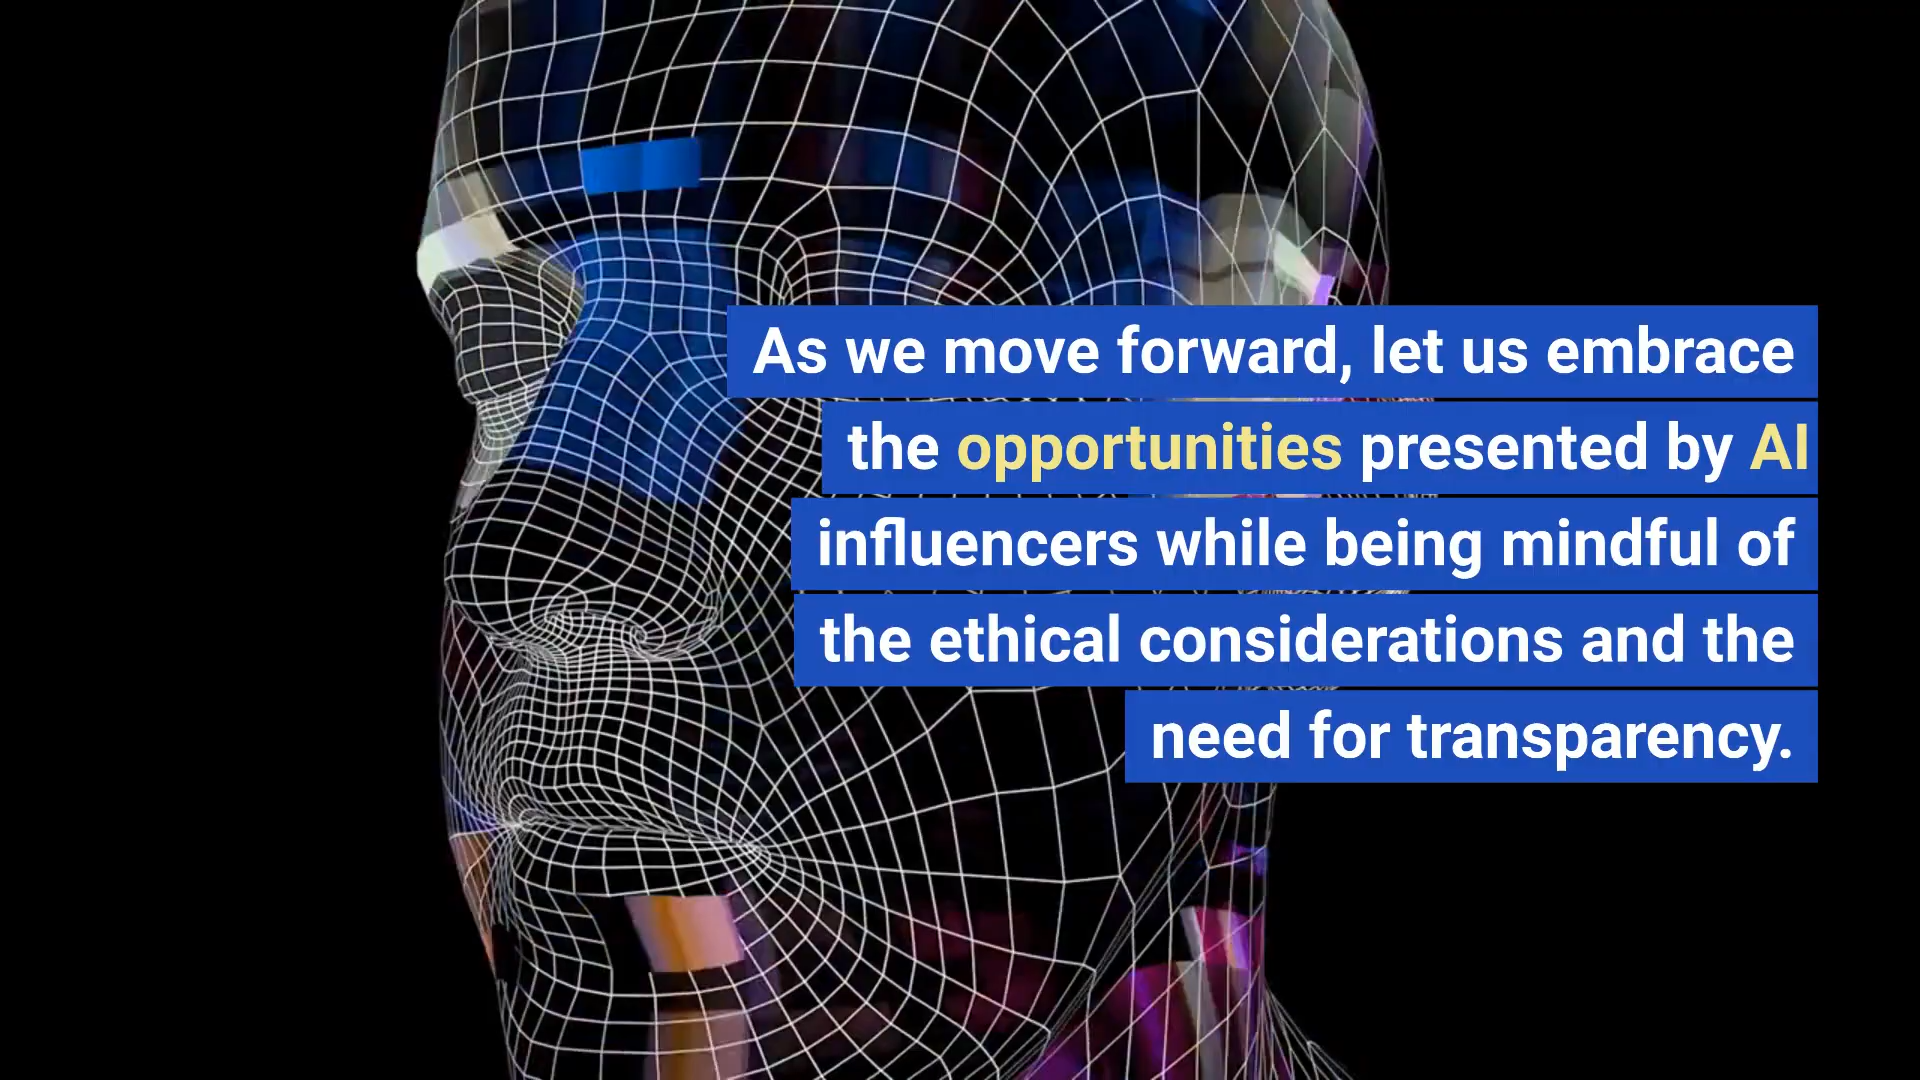 As we move forward, let us embrace
the opportunities presented by AI
influencers while being mindful of
the ethical considerations and the
need for transparency.